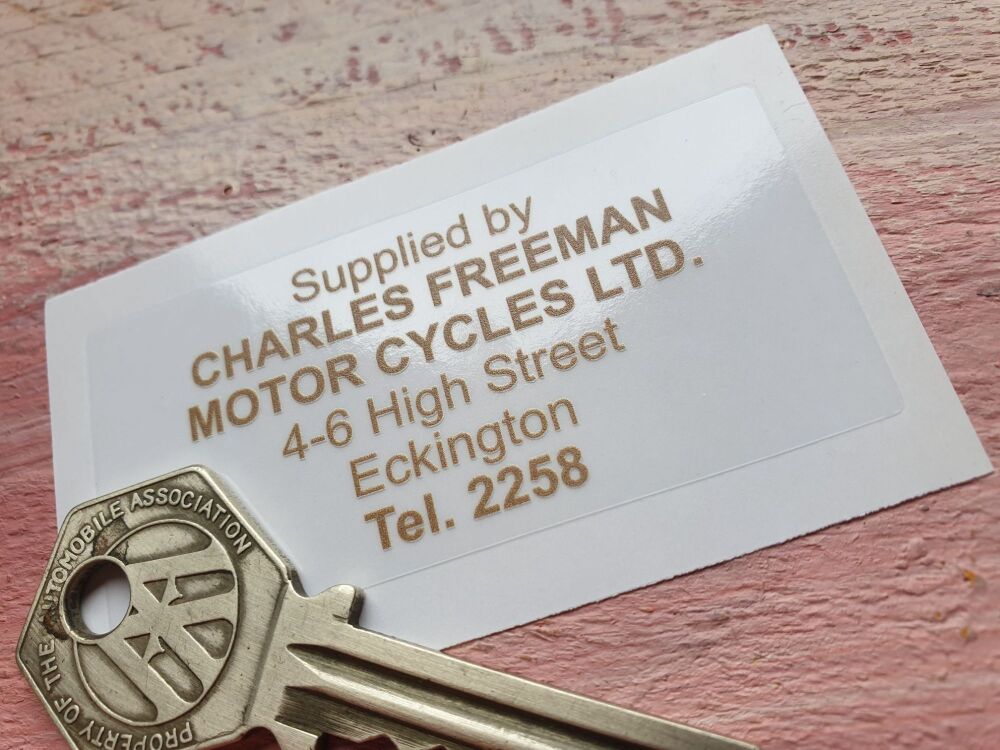 Supplied by
CHARLES FREEMAN
MOTOR CYCLES LTD.
4-6 High Street
Eckington
Tel. 2258
PROPERTY OF THE AUTOMOBILE ASSOCIATION
AA